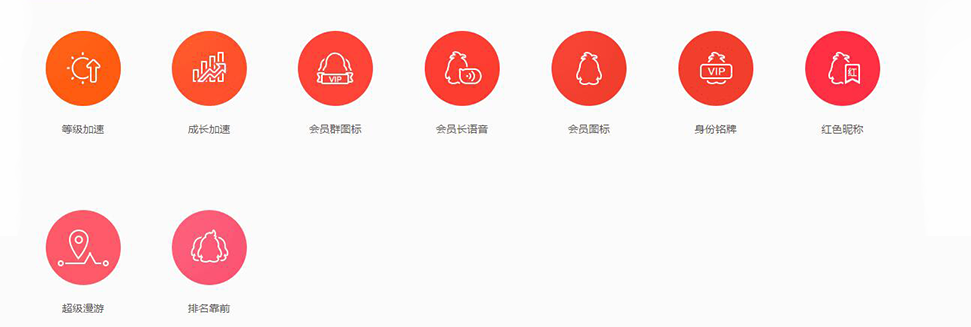 VIP
VIP
红
等级加速
成长加速
会员群图标
会员长语音
会员图标
身份铭牌
红色昵称
超级漫游
排名靠前